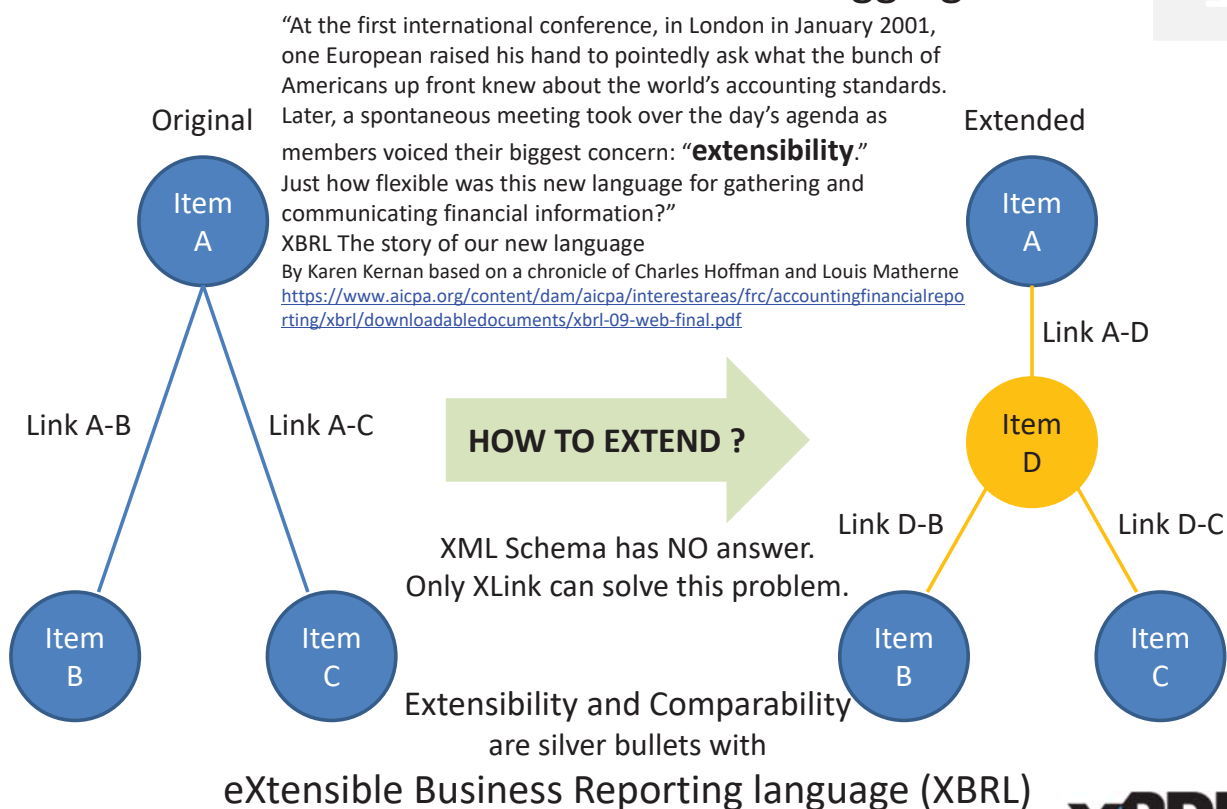 “At the first international conference, in London in January 2001,
one European raised his hand to pointedly ask what the bunch of
Americans up front knew about the world’s accounting standards.
Later, a spontaneous meeting took over the day’s agenda as
members voiced their biggest concern: “extensibility.”
Just how flexible was this new language for gathering and
communicating financial information?”
XBRL The story of our new language
By Karen Kernan based on a chronicle of Charles Hoffman and Louis Matherne
https://www.aicpa.org/content/dam/aicpa/interestareas/frc/accountingfinancialrepo
rting/xbrl/downloadabledocuments/xbrl-09-web-final.pdf
Original
Item
A
Link A-B
Link A-C
Item
B
Item
C
HOW TO EXTEND ?
XML Schema has NO answer.
Only XLink can solve this problem.
Extended
Item
A
Link A-D
Item
D
Link D-B
Link D-C
Item
B
Item
C
Extensibility and Comparability
are silver bullets with
eXtensible Business Reporting language (XBRL)